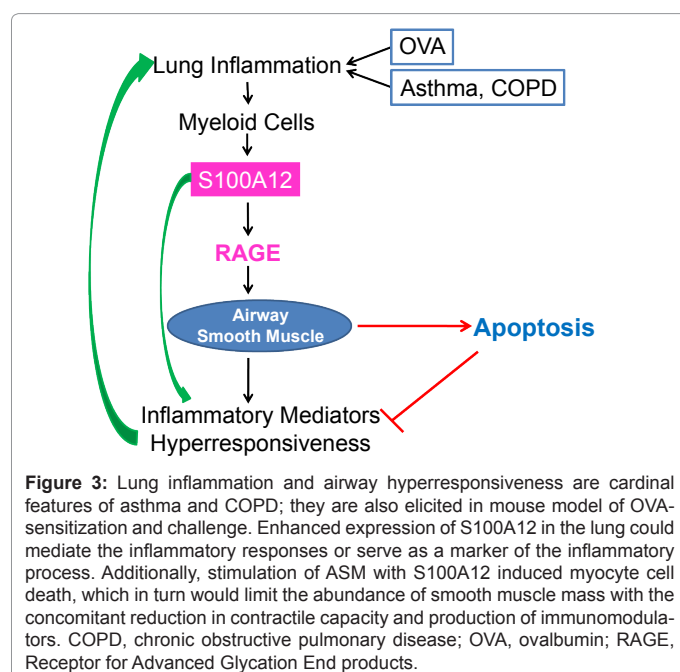 OVA
Lung Inflammation
Asthma, COPD
Myeloid Cells
S100A12
RAGE
Airway
Smooth Muscle
Apoptosis
Inflammatory Mediators
Hyperresponsiveness
Figure 3: Lung inflammation and airway hyperresponsiveness are cardinal
features of asthma and COPD; they are also elicited in mouse model of OVA-
sensitization and challenge. Enhanced expression of S100A12 in the lung could
mediate the inflammatory responses or serve as a marker of the inflammatory
process. Additionally, stimulation of ASM with S100A12 induced myocyte cell
death, which in turn would limit the abundance of smooth muscle mass with the
concomitant reduction in contractile capacity and production of immunomodula-
tors. COPD, chronic obstructive pulmonary disease; OVA, ovalbumin; RAGE,
Receptor for Advanced Glycation End products.